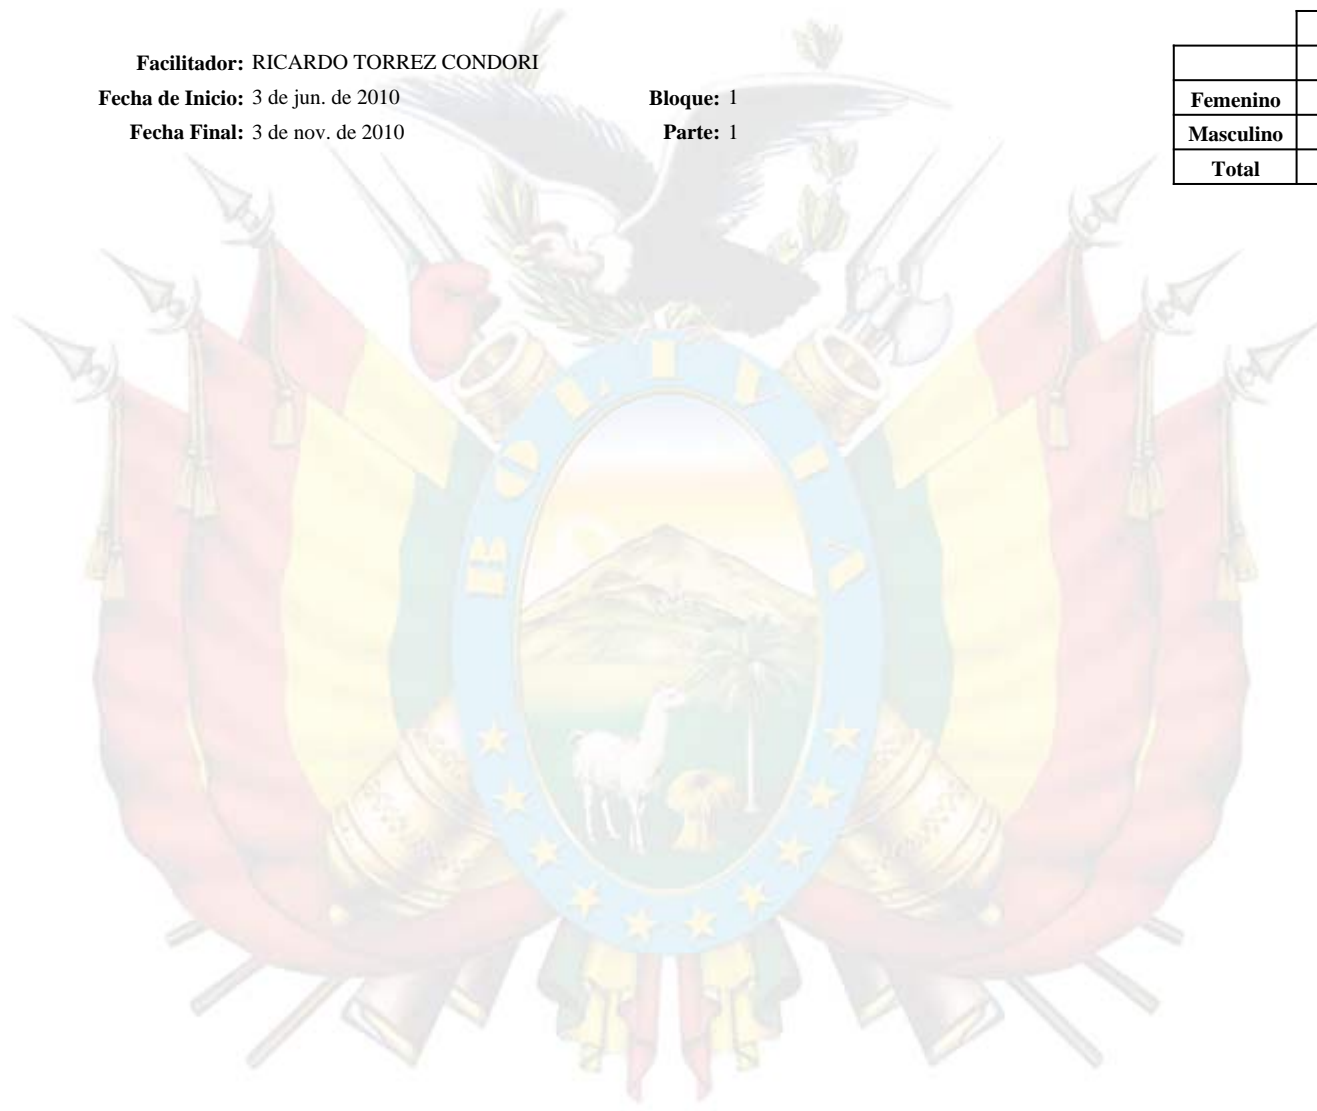 Facilitador: RICARDO TORREZ CONDORI
Fecha de Inicio: 3 de jun. de 2010 Bloque: 1
Fecha Final: 3 de nov. de 2010 Parte: 1
Femenino
Masculino
Total
BOLIVIA